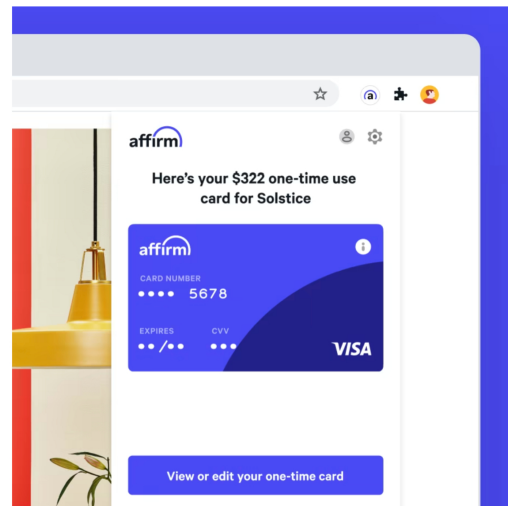 affirm
Here's your $322 one-time use
card for Solstice
affirm
CARD NUMBER
•••• 5678
EXPIRES CVV
••/•• •••
VISA
View or edit your one-time card